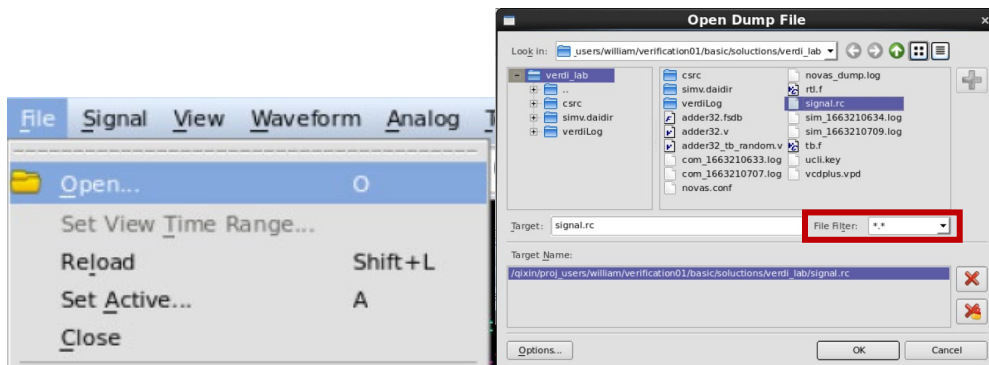 File Signal View Waveform Analog
Open... O
Set View Time Range...
Reload Shift+L
Set Active... A
Close
Open Dump File ×
Look in: users/william/verification01/basic/soluctions/verdi_lab
verdi_lab
..
csrc
simv.daidir
verdiLog
csrc
simv.daidir
verdiLog
adder32.fsdb
adder32.v
adder32_tb_random.v
com_1663210633.log
com_1663210707.log
novas.conf
novas_dump.log
rtl.f
signal.rc
sim_1663210634.log
sim_1663210709.log
tb.f
ucli.key
vcdplus.vpd
Target: signal.rc File Filter: *.*
Target Name:
/qixin/proj_users/william/verification01/basic/soluctions/verdi_lab/signal.rc
Options... OK Cancel